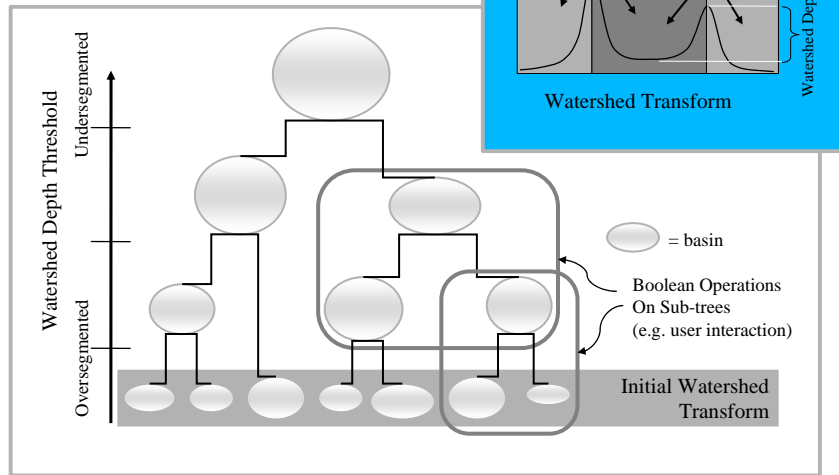 Watershed Transform
Watershed Depth Threshold
Undersegmented
Oversegmented
= basin
Boolean Operations
On Sub-trees
(e.g. user interaction)
Initial Watershed
Transform